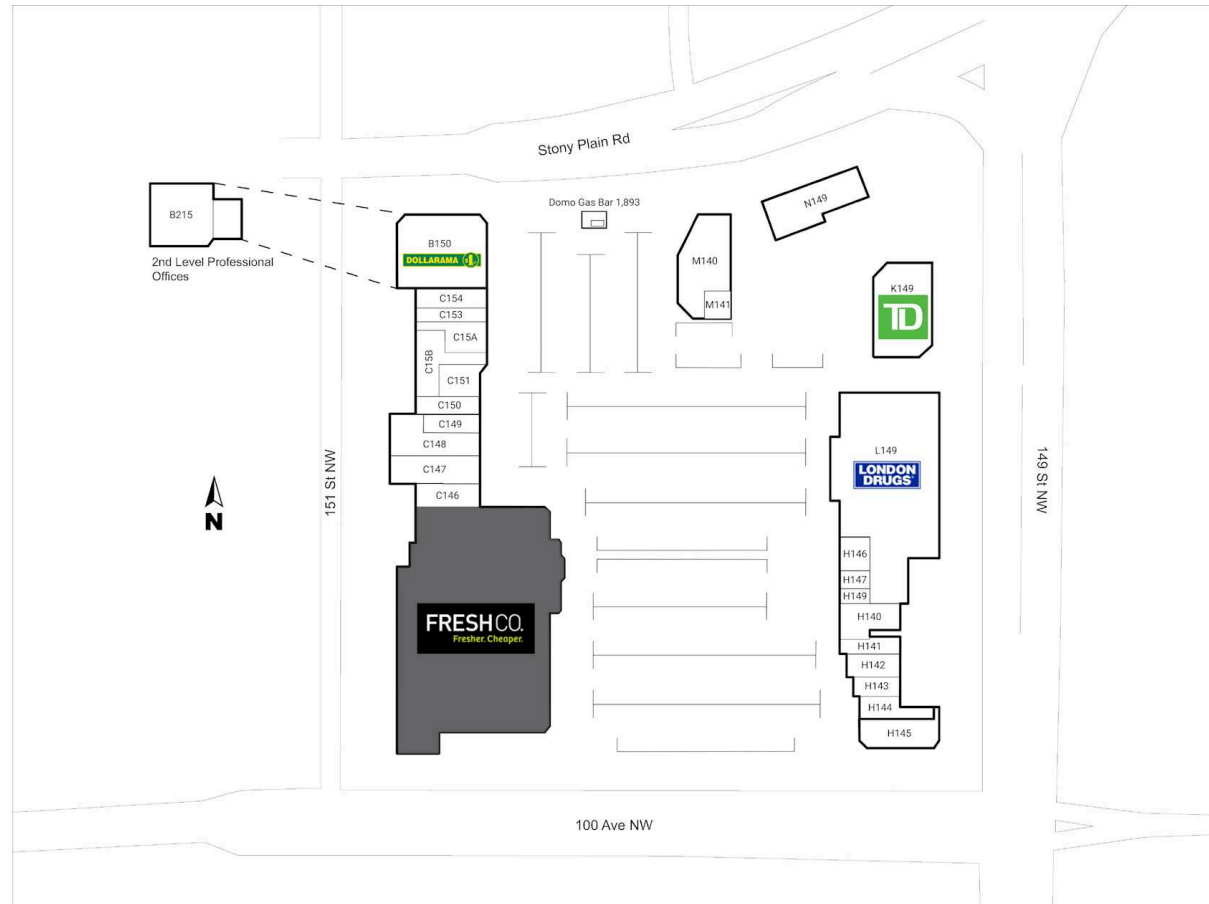 Stony Plain Rd
Domo Gas Bar 1,893
N149
B215
2nd Level Professional
Offices
B150
DOLLARAMA
M140
M141
K149
TD
C154
C153
C15A
C15B
C151
C150
C149
C148
C147
C146
L149
LONDON
DRUGS
151 St NW
149 St NW
N
H146
H147
H149
H140
H141
H142
H143
H144
H145
FRESHCO.
Fresher. Cheaper.
100 Ave NW